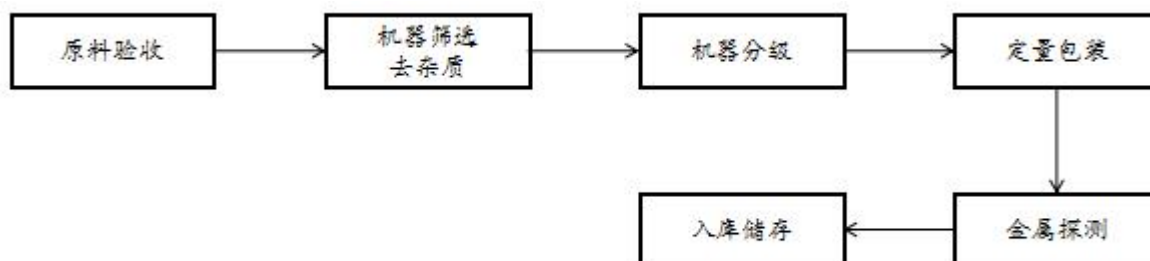 原料验收
机器筛选
去杂质
机器分级
定量包装
金属探测
入库储存